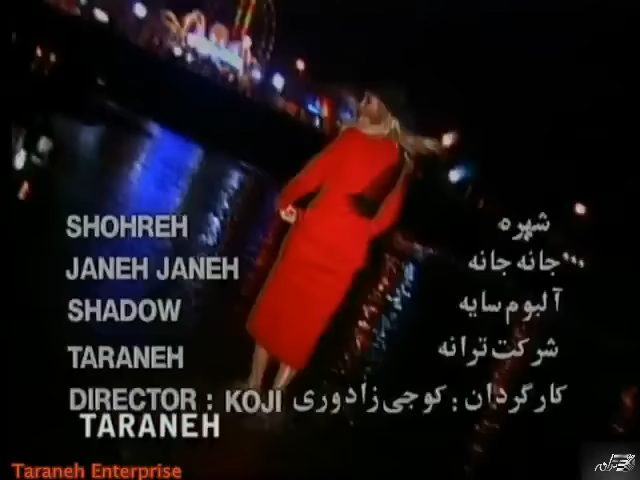 SHOHREH شهره
JANEH JANEH جانه جانه...
SHADOW آلبوم سایه
TARANEH شرکت ترانه
DIRECTOR : KOJI کارگردان : کوجی زادوری
TARANEH
Taraneh Enterprise